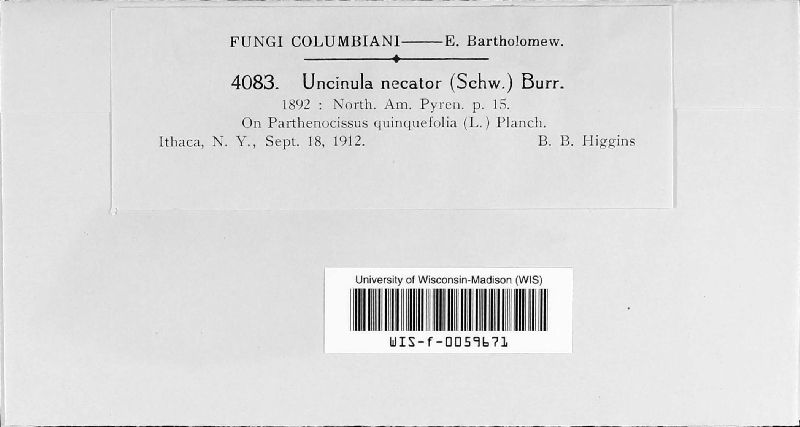 FUNGI COLUMBIANI——E. Bartholomew.
4083. Uncinula necator (Schw.) Burr.
1892 : North. Am. Pyren. p. 15.
On Parthenocissus quinquefolia (L.) Planch.
Ithaca, N. Y., Sept. 18, 1912. B. B. Higgins
University of Wisconsin-Madison (WIS)
WIS-f-0059671